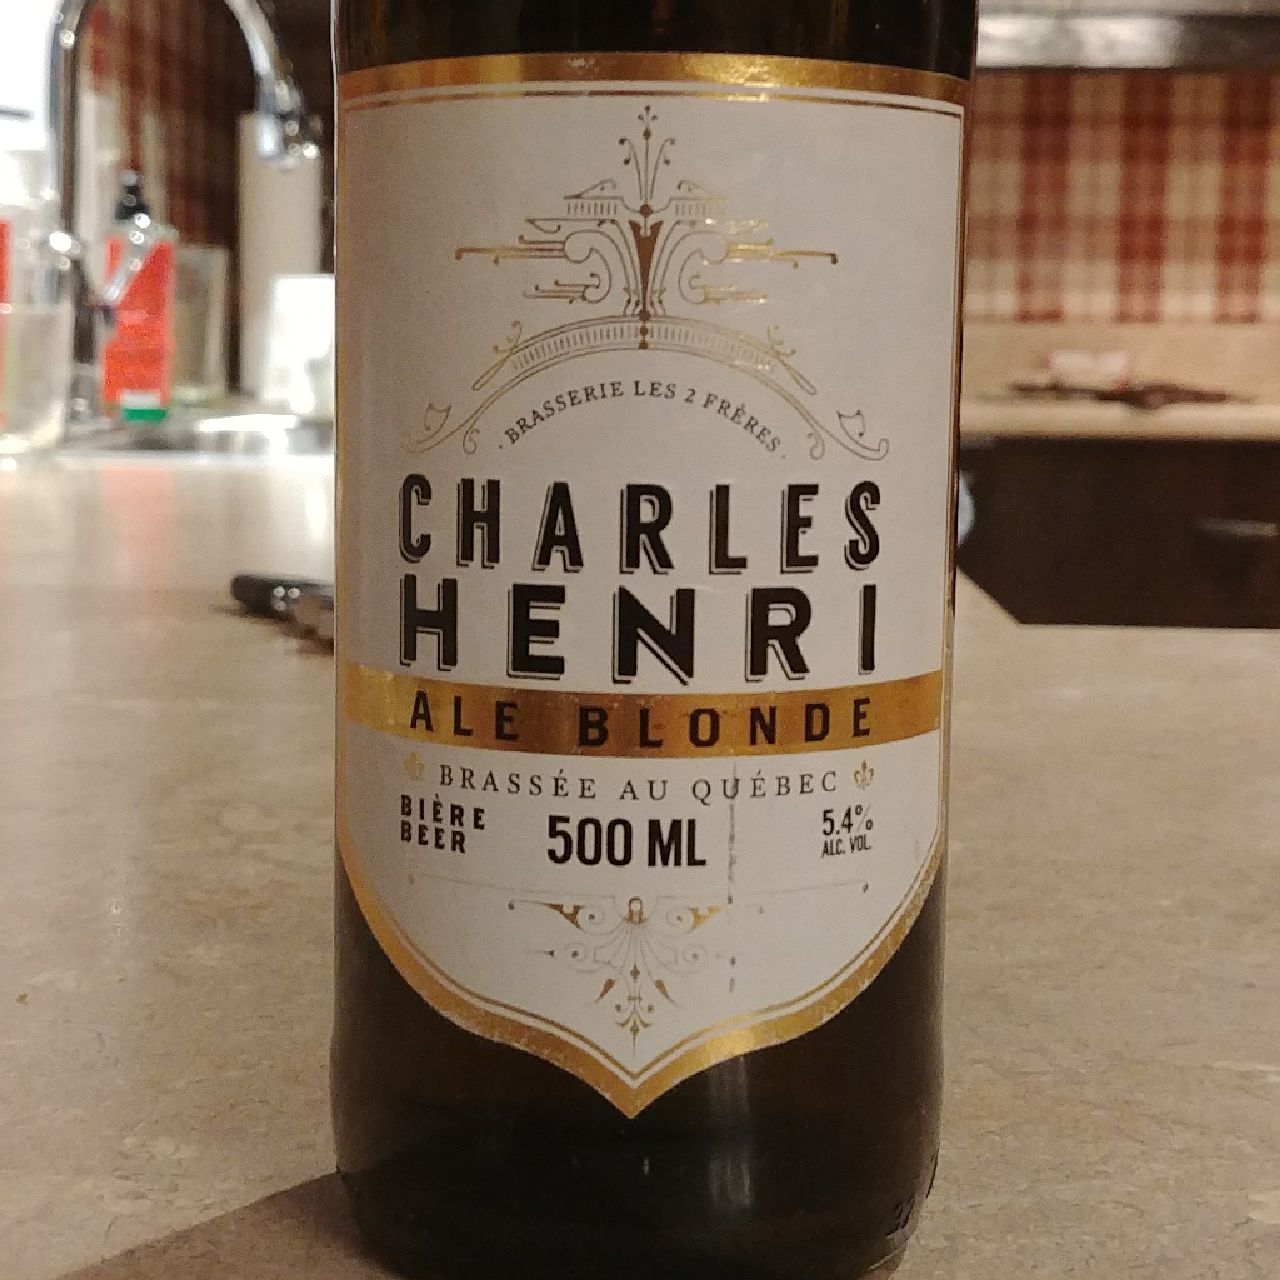 · BRASSERIE LES 2 FRÈRES ·
CHARLES
HENRI
ALE BLONDE
BRASSÉE AU QUÉBEC
BIÈRE
BEER
500 ML
5.4%
ALC. VOL.